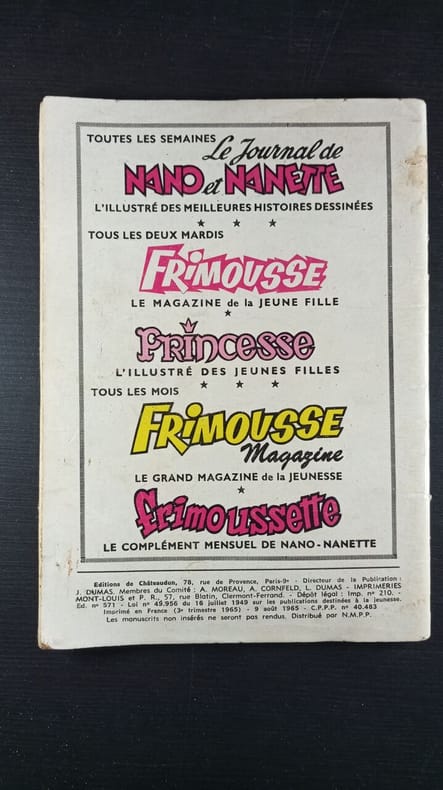 TOUTES LES SEMAINES
Le Journal de
NANO et NANETTE
L'ILLUSTRÉ DES MEILLEURES HISTOIRES DESSINÉES
TOUS LES DEUX MARDIS
FRIMOUSSE
LE MAGAZINE de la JEUNE FILLE
PRINCESSE
L'ILLUSTRÉ DES JEUNES FILLES
TOUS LES MOIS
FRIMOUSSE
Magazine
LE GRAND MAGAZINE de la JEUNESSE
frimoussette
LE COMPLÉMENT MENSUEL DE NANO-NANETTE
Editions de Châteaudun, 78, rue de Provence, Paris-9e - Directeur de la Publication :
J. DUMAS. Membres du Comité : A. MOREAU, A. CORNFELD, L. DUMAS - IMPRIMERIES
MONT-LOUIS et P. R., 57, rue Blatin, Clermont-Ferrand. - Dépôt légal : Imp. n° 210. -
Ed. n° 571 - Loi n° 49.956 du 16 juillet 1949 sur les publications destinées à la jeunesse.
Imprimé en France (3e trimestre 1965) - 9 août 1965 - C.P.P.P. n° 40.483
Les manuscrits non insérés ne seront pas rendus. Distribué par N.M.P.P.